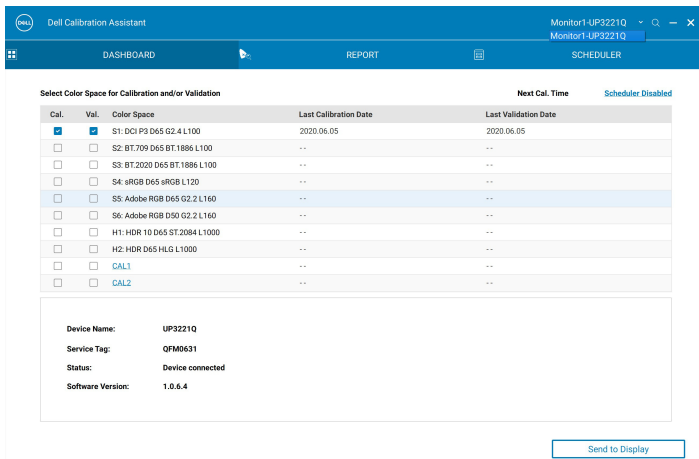 DELL Dell Calibration Assistant Monitor1-UP3221Q
Monitor1-UP3221Q
DASHBOARD REPORT SCHEDULER
Select Color Space for Calibration and/or Validation Next Cal. Time Scheduler Disabled
Cal. Val. Color Space Last Calibration Date Last Validation Date
S1: DCI P3 D65 G2.4 L100 2020.06.05 2020.06.05
S2: BT.709 D65 BT.1886 L100 - - - -
S3: BT.2020 D65 BT.1886 L100 - - - -
S4: sRGB D65 sRGB L120 - - - -
S5: Adobe RGB D65 G2.2 L160 - - - -
S6: Adobe RGB D50 G2.2 L160 - - - -
H1: HDR 10 D65 ST.2084 L1000 - - - -
H2: HDR D65 HLG L1000 - - - -
CAL1 - - - -
CAL2 - - - -
Device Name: UP3221Q
Service Tag: QFM0631
Status: Device connected
Software Version: 1.0.6.4
Send to Display